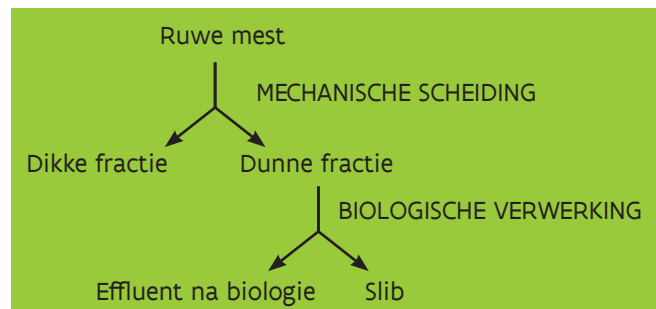 Ruwe mest
MECHANISCHE SCHEIDING
Dikke fractie Dunne fractie
BIOLOGISCHE VERWERKING
Effluent na biologie Slib